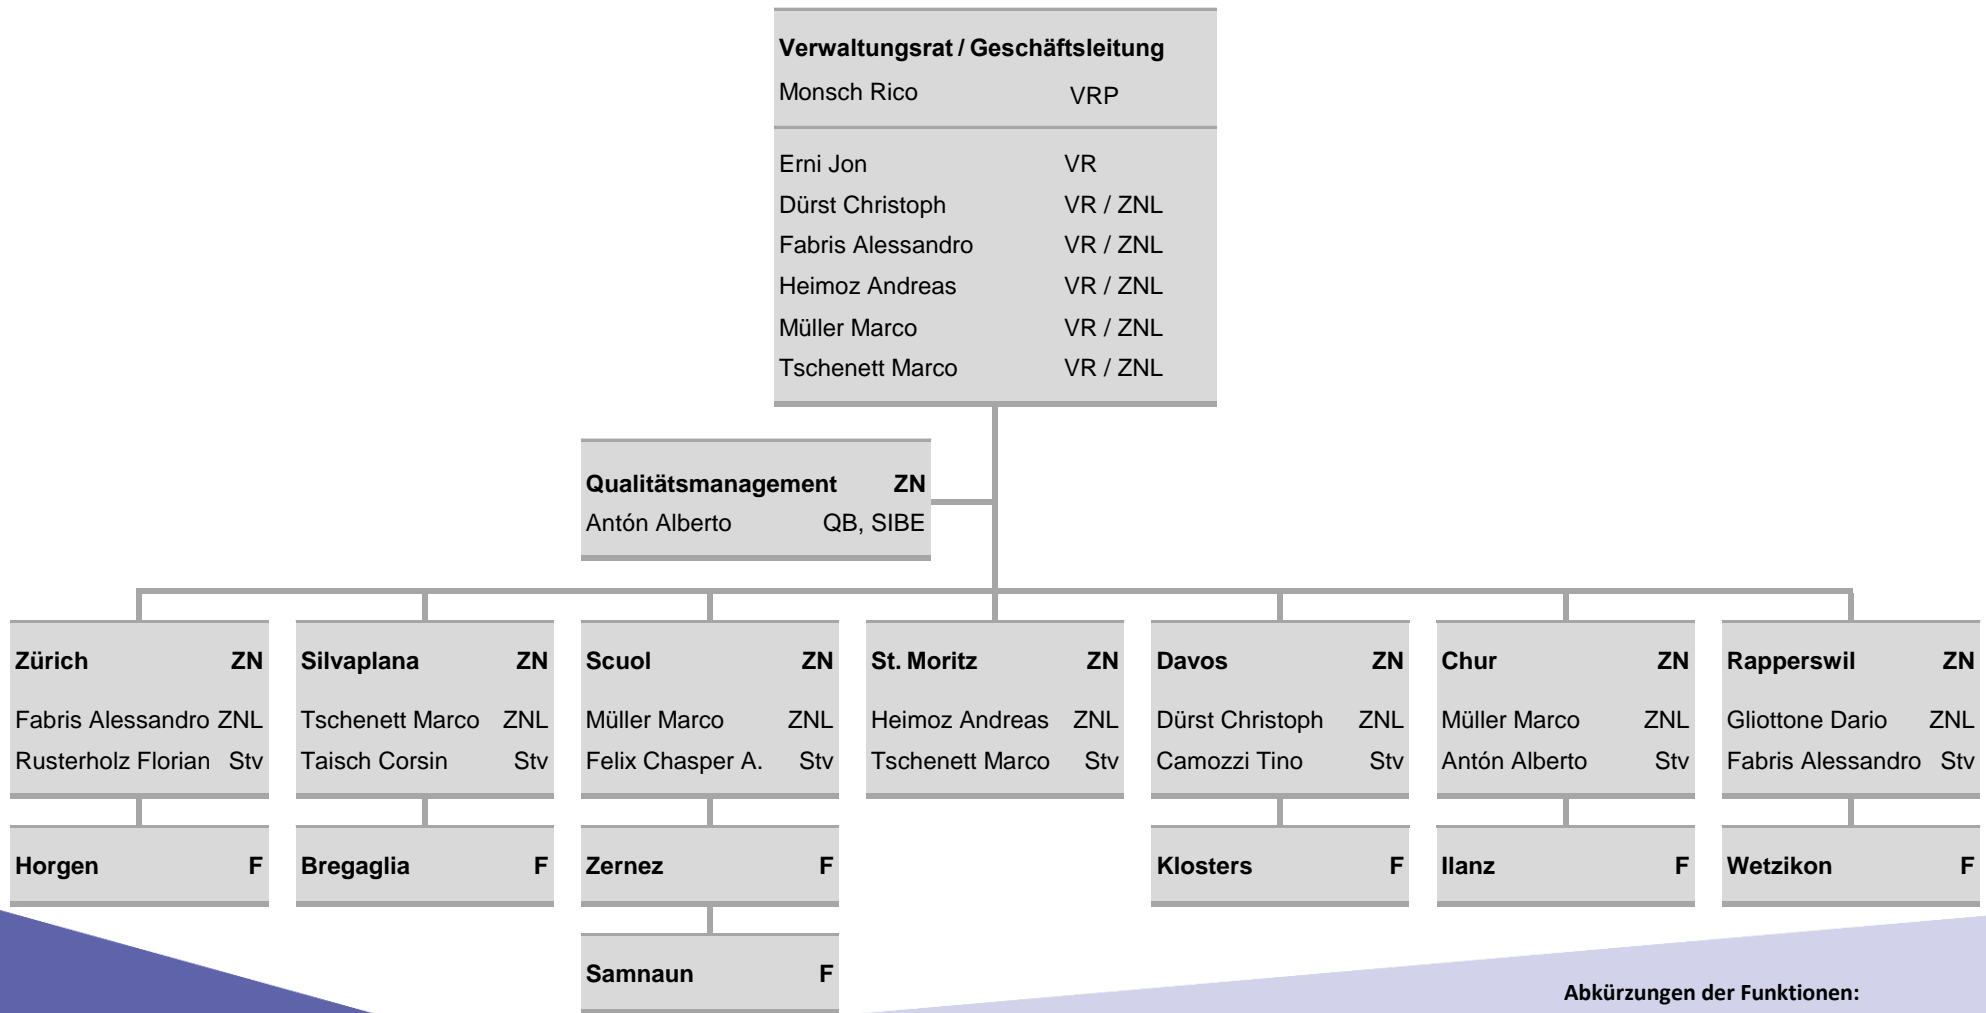 Verwaltungsrat / Geschäftsleitung
Monsch Rico VRP
Erni Jon VR
Dürst Christoph VR / ZNL
Fabris Alessandro VR / ZNL
Heimoz Andreas VR / ZNL
Müller Marco VR / ZNL
Tschenett Marco VR / ZNL
Qualitätsmanagement ZN
Antón Alberto QB, SIBE
Zürich ZN
Fabris Alessandro ZNL
Rusterholz Florian Stv
Silvaplana ZN
Tschenett Marco ZNL
Taisch Corsin Stv
Scuol ZN
Müller Marco ZNL
Felix Chasper A. Stv
St. Moritz ZN
Heimoz Andreas ZNL
Tschenett Marco Stv
Davos ZN
Dürst Christoph ZNL
Camozzi Tino Stv
Chur ZN
Müller Marco ZNL
Antón Alberto Stv
Rapperswil ZN
Gliottone Dario ZNL
Fabris Alessandro Stv
Horgen F
Bregaglia F
Zernez F
Klosters F
Ilanz F
Wetzikon F
Samnaun F
Abkürzungen der Funktionen: